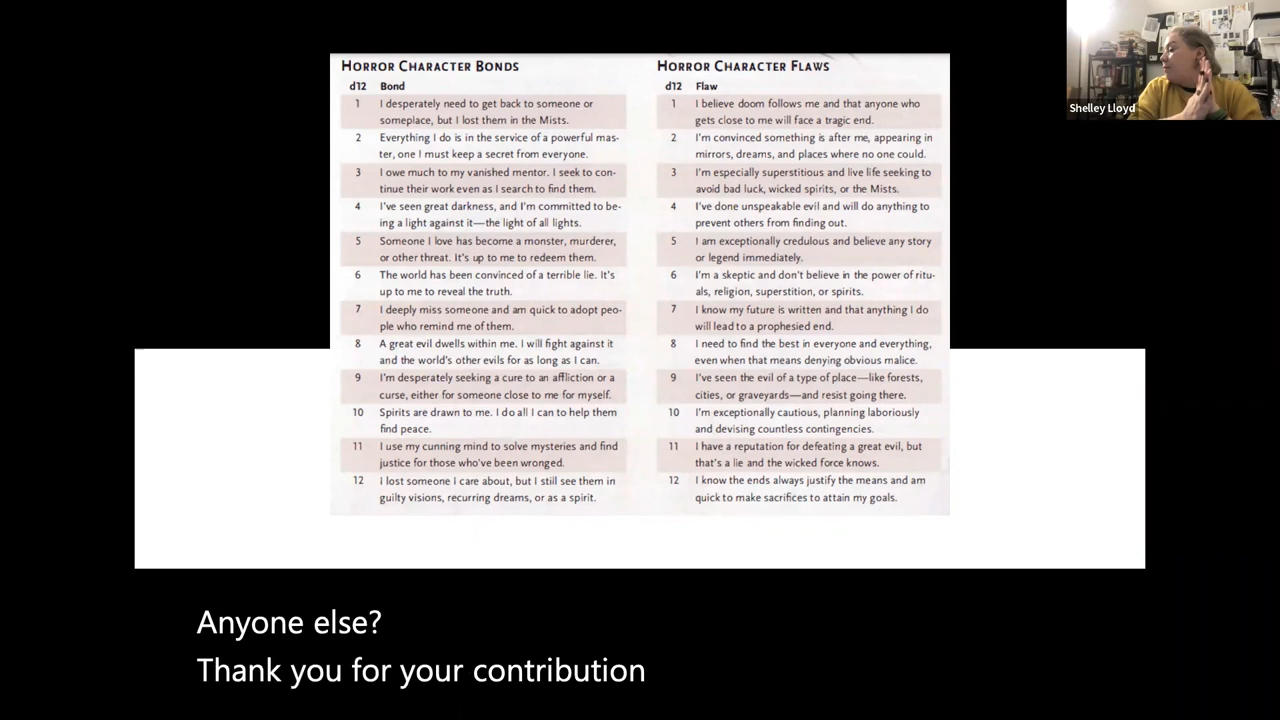 HORROR CHARACTER BONDS
d12 Bond
1 I desperately need to get back to someone or
someplace, but I lost them in the Mists.
2 Everything I do is in the service of a powerful mas-
ter, one I must keep a secret from everyone.
3 I owe much to my vanished mentor. I seek to con-
tinue their work even as I search to find them.
4 I've seen great darkness, and I'm committed to be-
ing a light against it—the light of all lights.
5 Someone I love has become a monster, murderer,
or other threat. It's up to me to redeem them.
6 The world has been convinced of a terrible lie. It's
up to me to reveal the truth.
7 I deeply miss someone and am quick to adopt peo-
ple who remind me of them.
8 A great evil dwells within me. I will fight against it
and the world's other evils for as long as I can.
9 I'm desperately seeking a cure to an affliction or a
curse, either for someone close to me for myself.
10 Spirits are drawn to me. I do all I can to help them
find peace.
11 I use my cunning mind to solve mysteries and find
justice for those who've been wronged.
12 I lost someone I care about, but I still see them in
guilty visions, recurring dreams, or as a spirit.
HORROR CHARACTER FLAWS
d12 Flaw
1 I believe doom follows me and that anyone who
gets close to me will face a tragic end.
2 I'm convinced something is after me, appearing in
mirrors, dreams, and places where no one could.
3 I'm especially superstitious and live life seeking to
avoid bad luck, wicked spirits, or the Mists.
4 I've done unspeakable evil and will do anything to
prevent others from finding out.
5 I am exceptionally credulous and believe any story
or legend immediately.
6 I'm a skeptic and don't believe in the power of ritu-
als, religion, superstition, or spirits.
7 I know my future is written and that anything I do
will lead to a prophesied end.
8 I need to find the best in everyone and everything,
even when that means denying obvious malice.
9 I've seen the evil of a type of place—like forests,
cities, or graveyards—and resist going there.
10 I'm exceptionally cautious, planning laboriously
and devising countless contingencies.
11 I have a reputation for defeating a great evil, but
that's a lie and the wicked force knows.
12 I know the ends always justify the means and am
quick to make sacrifices to attain my goals.
Shelley Lloyd
Anyone else?
Thank you for your contribution